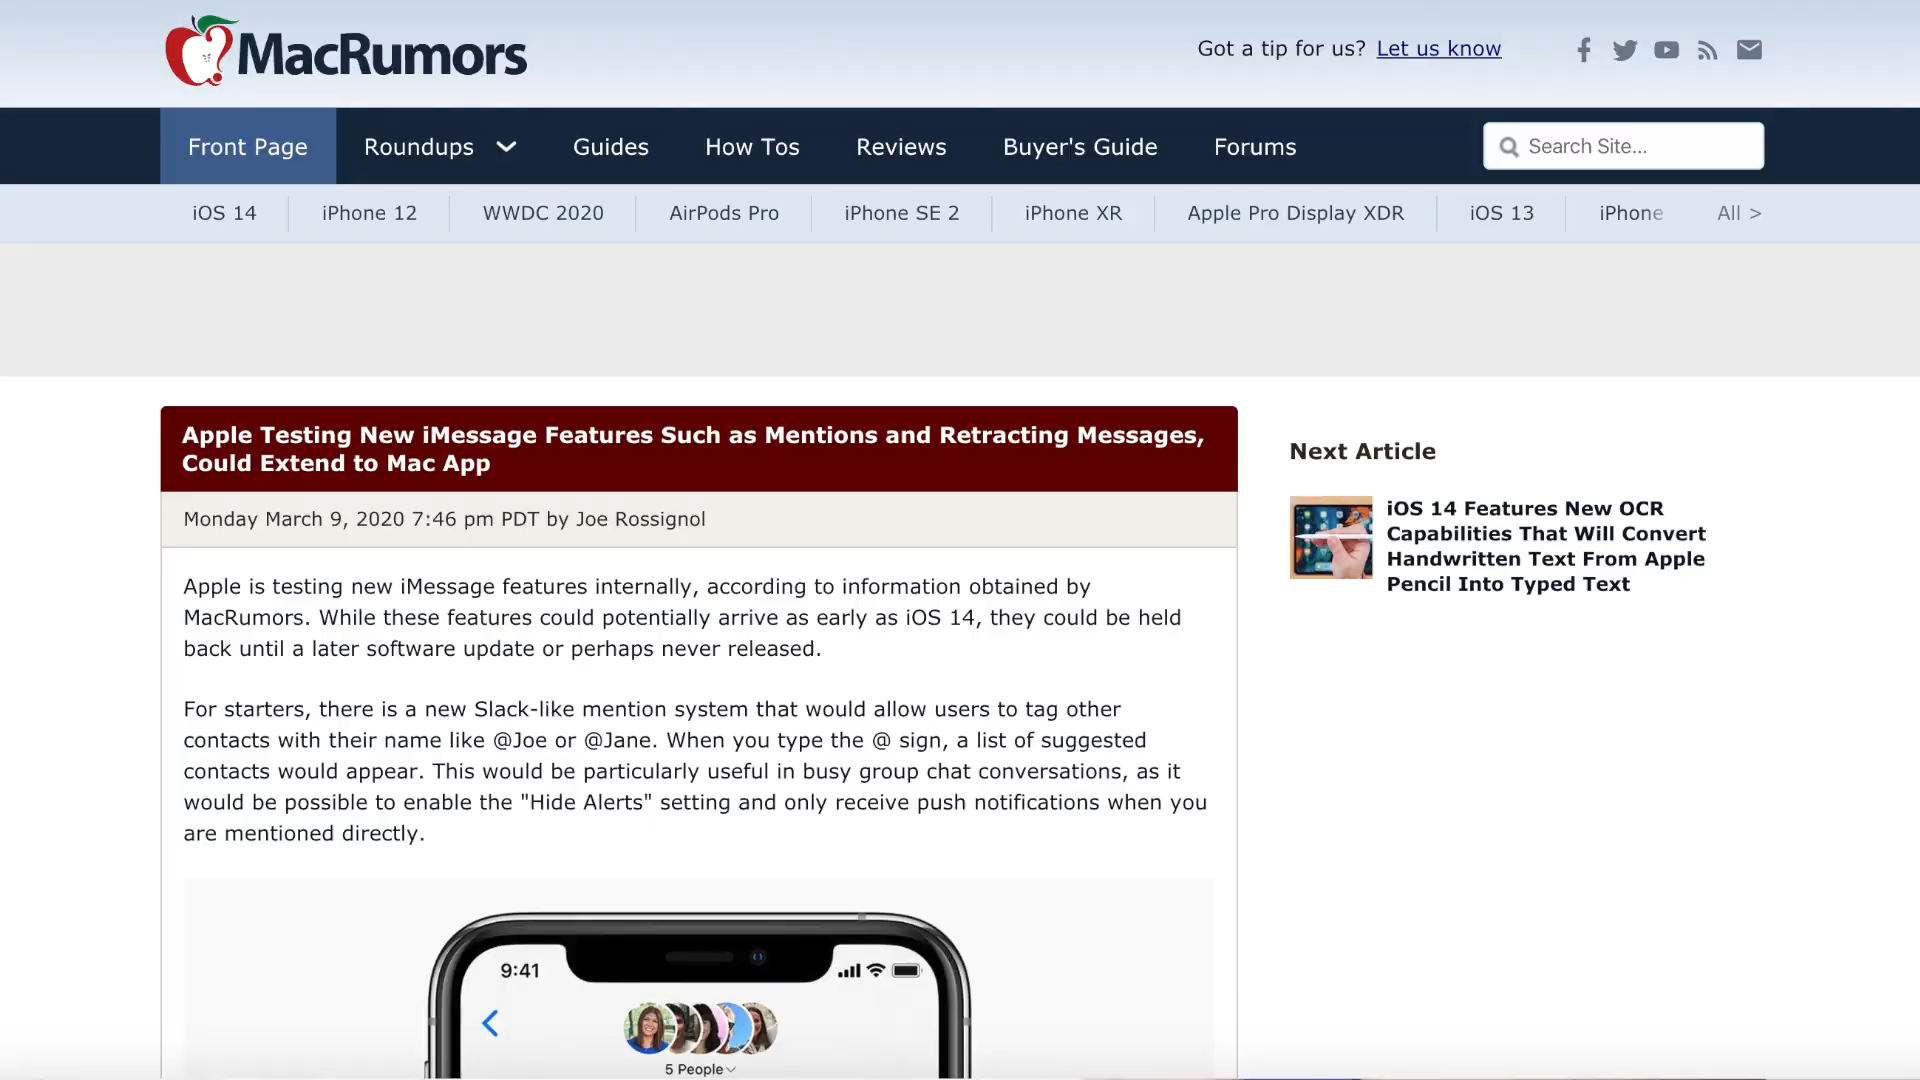 MacRumors
Got a tip for us? Let us know
Front Page
Roundups
Guides
How Tos
Reviews
Buyer's Guide
Forums
Search Site...
iOS 14
iPhone 12
WWDC 2020
AirPods Pro
iPhone SE 2
iPhone XR
Apple Pro Display XDR
iOS 13
iPhone
All >
Apple Testing New iMessage Features Such as Mentions and Retracting Messages,
Could Extend to Mac App
Monday March 9, 2020 7:46 pm PDT by Joe Rossignol
Apple is testing new iMessage features internally, according to information obtained by
MacRumors. While these features could potentially arrive as early as iOS 14, they could be held
back until a later software update or perhaps never released.
For starters, there is a new Slack-like mention system that would allow users to tag other
contacts with their name like @Joe or @Jane. When you type the @ sign, a list of suggested
contacts would appear. This would be particularly useful in busy group chat conversations, as it
would be possible to enable the "Hide Alerts" setting and only receive push notifications when you
are mentioned directly.
9:41
5 People
Next Article
iOS 14 Features New OCR
Capabilities That Will Convert
Handwritten Text From Apple
Pencil Into Typed Text